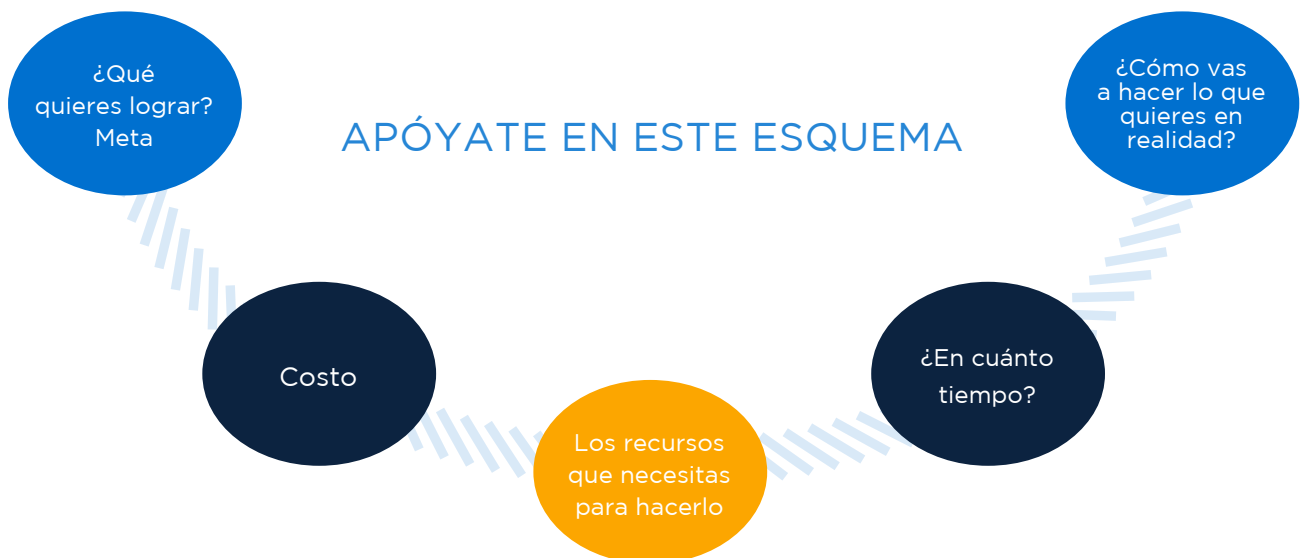 ¿Qué
quieres lograr?
Meta
APÓYATE EN ESTE ESQUEMA
¿Cómo vas
a hacer lo que
quieres en
realidad?
Costo
Los recursos
que necesitas
para hacerlo
¿En cuánto
tiempo?